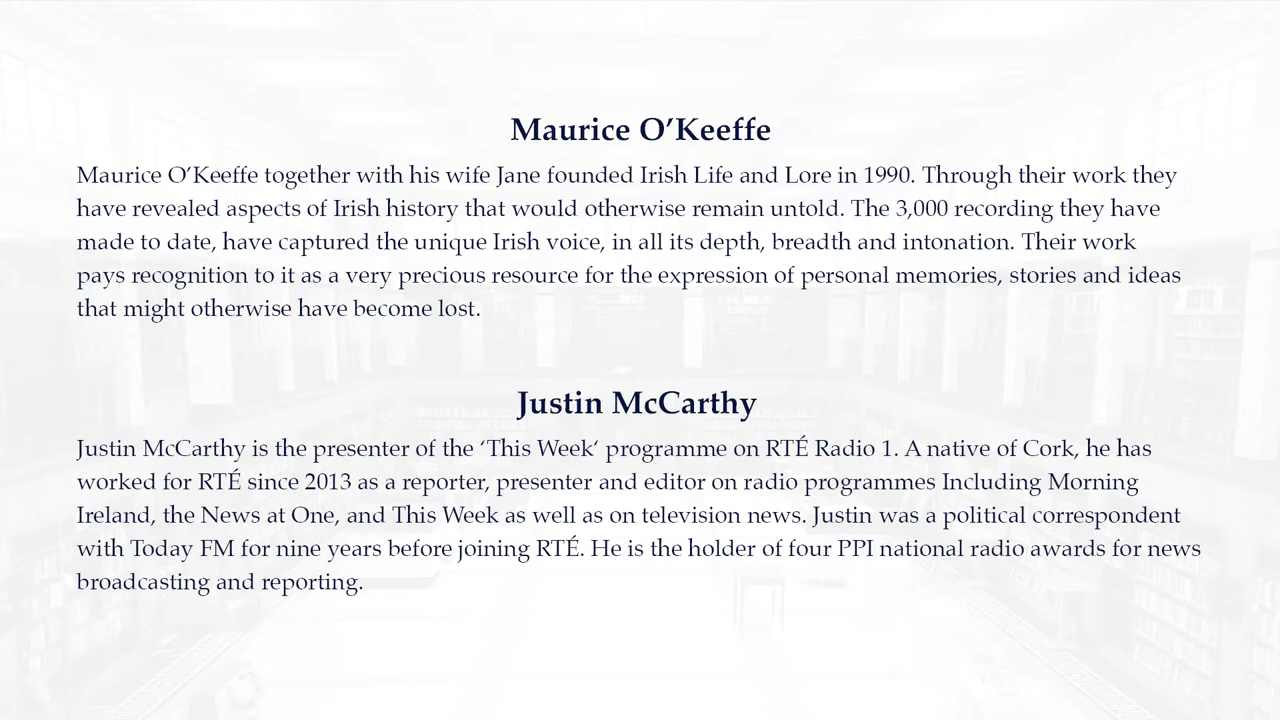 Maurice O’Keeffe
Maurice O’Keeffe together with his wife Jane founded Irish Life and Lore in 1990. Through their work they
have revealed aspects of Irish history that would otherwise remain untold. The 3,000 recording they have
made to date, have captured the unique Irish voice, in all its depth, breadth and intonation. Their work
pays recognition to it as a very precious resource for the expression of personal memories, stories and ideas
that might otherwise have become lost.
Justin McCarthy
Justin McCarthy is the presenter of the ‘This Week‘ programme on RTÉ Radio 1. A native of Cork, he has
worked for RTÉ since 2013 as a reporter, presenter and editor on radio programmes Including Morning
Ireland, the News at One, and This Week as well as on television news. Justin was a political correspondent
with Today FM for nine years before joining RTÉ. He is the holder of four PPI national radio awards for news
broadcasting and reporting.